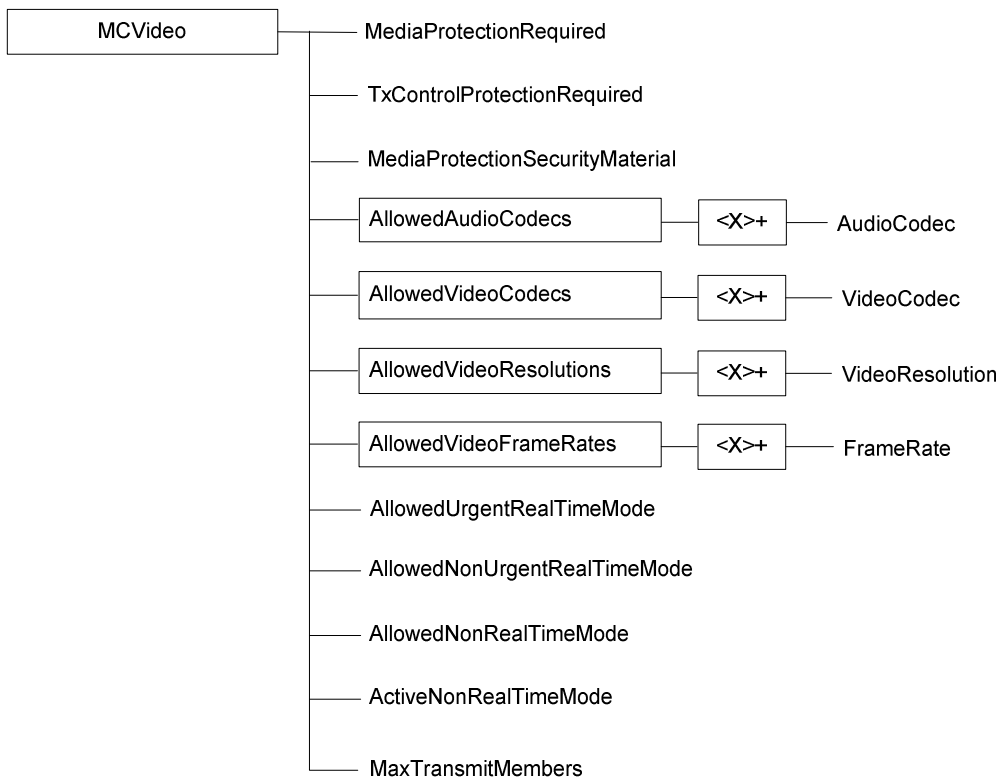 MCVideo
MediaProtectionRequired
TxControlProtectionRequired
MediaProtectionSecurityMaterial
AllowedAudioCodecs <X>+ AudioCodec
AllowedVideoCodecs <X>+ VideoCodec
AllowedVideoResolutions <X>+ VideoResolution
AllowedVideoFrameRates <X>+ FrameRate
AllowedUrgentRealTimeMode
AllowedNonUrgentRealTimeMode
AllowedNonRealTimeMode
ActiveNonRealTimeMode
MaxTransmitMembers